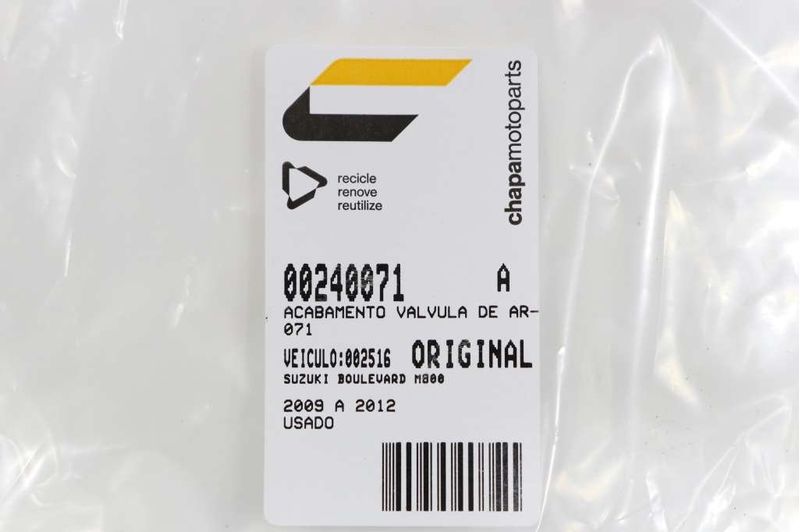 chapamotoparts
recicle
renove
reutilize
00240071 A
ACABAMENTO VALVULA DE AR-
071
VEICULO:002516 ORIGINAL
SUZUKI BOULEVARD M800
2009 A 2012
USADO